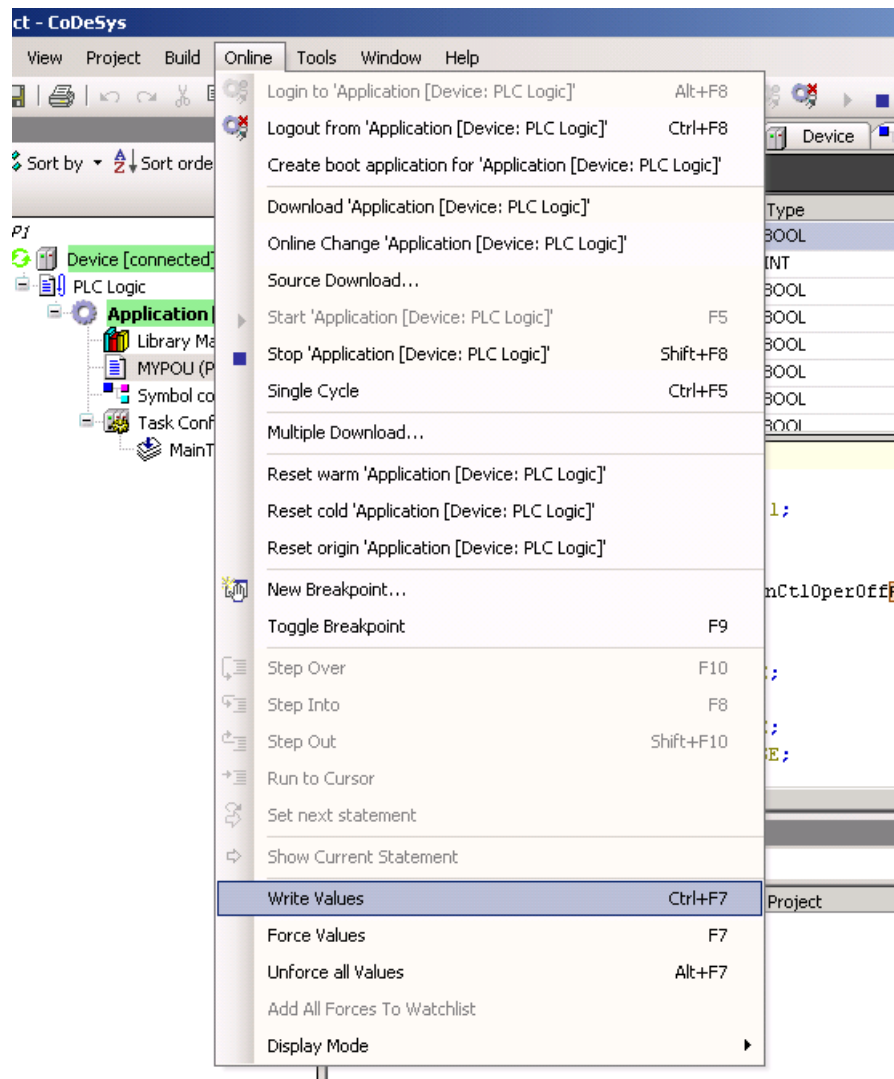 ct - CoDeSys
View Project Build Online Tools Window Help
Login to 'Application [Device: PLC Logic]' Alt+F8
Logout from 'Application [Device: PLC Logic]' Ctrl+F8
Device
Sort by Sort orde
Create boot application for 'Application [Device: PLC Logic]'
Download 'Application [Device: PLC Logic]'
Type
P1
BOOL
Online Change 'Application [Device: PLC Logic]'
Device [connected]
INT
Source Download...
PLC Logic
BOOL
Application [
Start 'Application [Device: PLC Logic]' F5
BOOL
Library Ma
BOOL
Stop 'Application [Device: PLC Logic]' Shift+F8
MYPOU (P
BOOL
Single Cycle Ctrl+F5
Symbol co
BOOL
Task Conf
BOOL
Multiple Download...
MainT
Reset warm 'Application [Device: PLC Logic]'
Reset cold 'Application [Device: PLC Logic]'
1;
Reset origin 'Application [Device: PLC Logic]'
New Breakpoint...
nCtlOperOff
Toggle Breakpoint F9
Step Over F10
;
Step Into F8
Step Out Shift+F10
;
E;
Run to Cursor
Set next statement
Show Current Statement
Write Values Ctrl+F7
Project
Force Values F7
Unforce all Values Alt+F7
Add All Forces To Watchlist
Display Mode